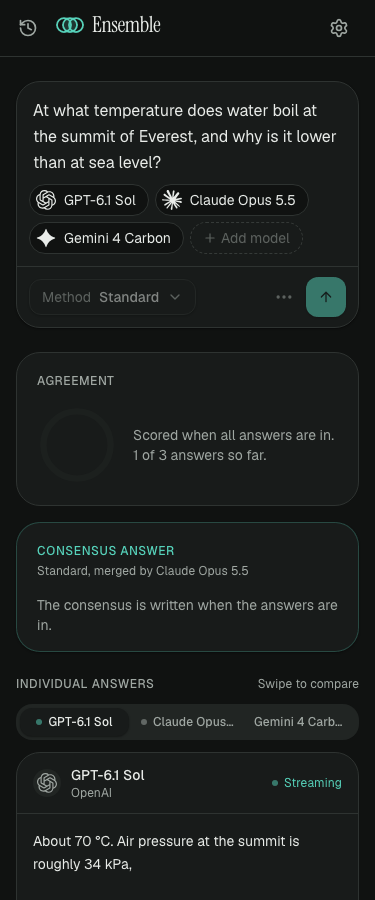 Ensemble
At what temperature does water boil at
the summit of Everest, and why is it lower
than at sea level?
GPT-6.1 Sol
Claude Opus 5.5
Gemini 4 Carbon
+ Add model
Method Standard
AGREEMENT
Scored when all answers are in.
1 of 3 answers so far.
CONSENSUS ANSWER
Standard, merged by Claude Opus 5.5
The consensus is written when the answers are
in.
INDIVIDUAL ANSWERS
Swipe to compare
GPT-6.1 Sol
Claude Opus...
Gemini 4 Carb...
GPT-6.1 Sol
OpenAI
Streaming
About 70 °C. Air pressure at the summit is
roughly 34 kPa,